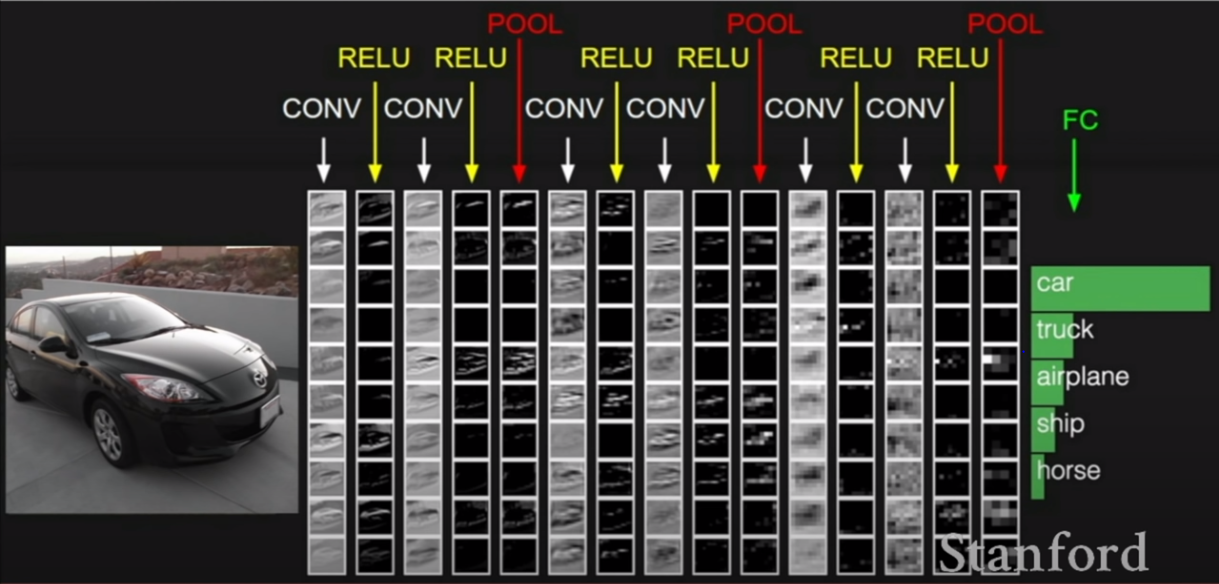 POOL POOL POOL
RELU RELU RELU RELU RELU RELU
CONV CONV CONV CONV CONV CONV
FC
car
truck
airplane
ship
horse
Stanford